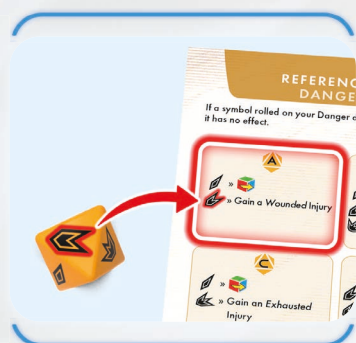 REFERENC
DANGE
If a symbol rolled on your Danger d
it has no effect.
A
»
» Gain a Wounded Injury
C
»
» Gain an Exhausted
Injury